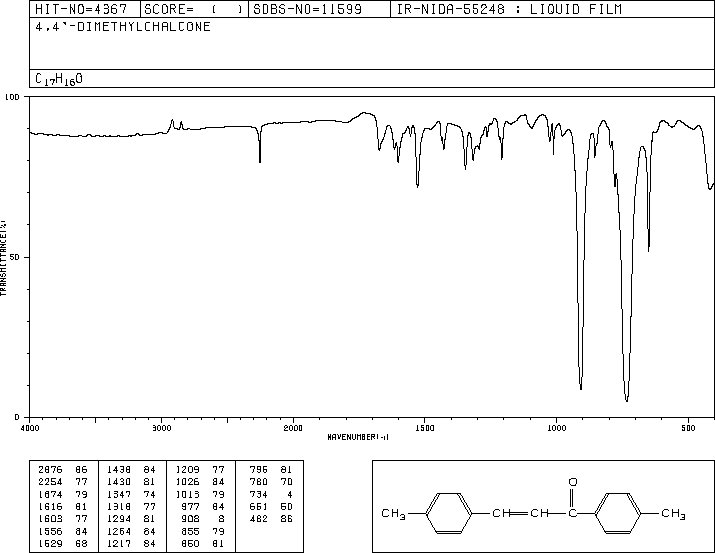 HIT-NO=4367 SCORE= ( ) SDBS-NO=11599 IR-NIDA-55248 : LIQUID FILM
4,4'-DIMETHYLCHALCONE
C17H16O
100
50
0
TRANSMITTANCE(%)
4000 3000 2000 1500 1000 500
WAVENUMBER(-1)
2876 86 1438 84 1209 77 796 81
2254 77 1430 81 1026 84 780 70
1674 79 1347 74 1013 79 734 4
1616 81 1318 77 977 84 651 50
1603 77 1294 81 908 8 462 86
1556 84 1264 84 855 79
1529 68 1217 84 850 81
O
CH3 CH CH C CH3